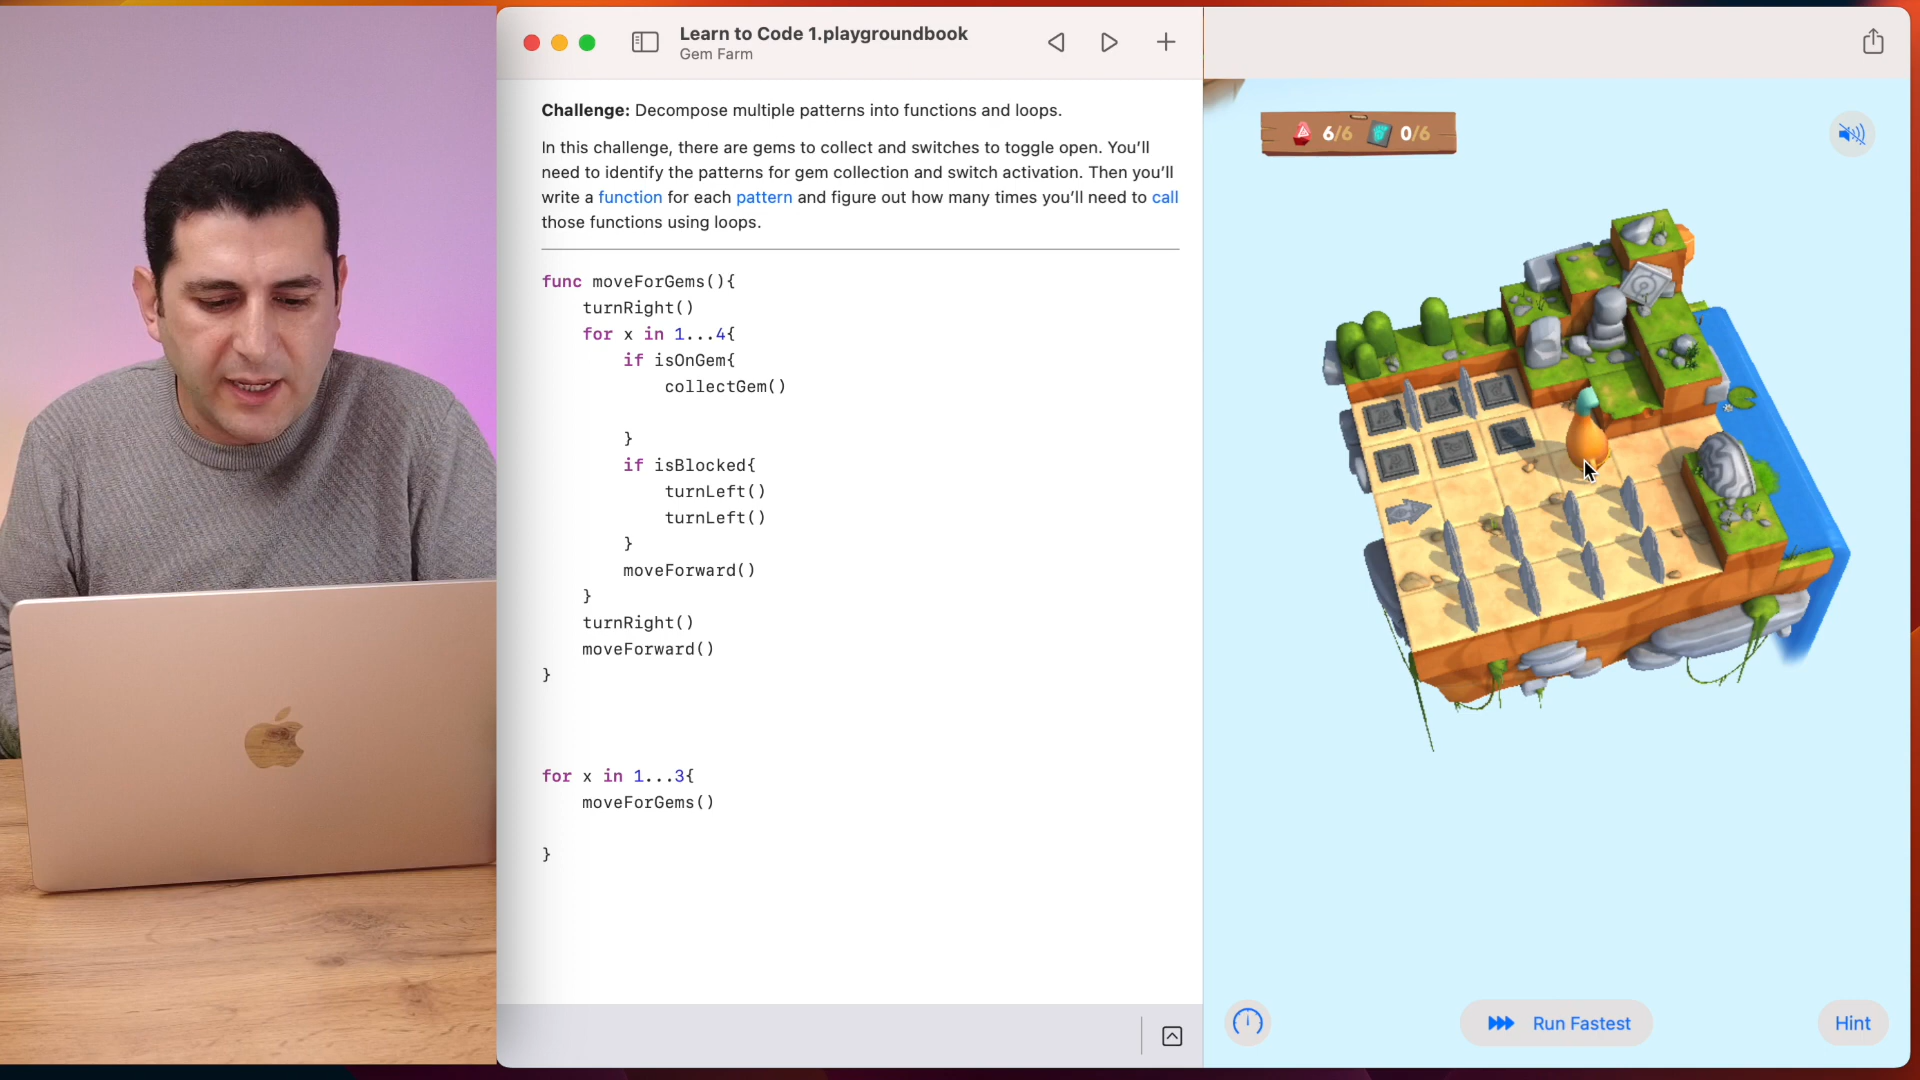 Learn to Code 1.playgroundbook
Gem Farm
Challenge: Decompose multiple patterns into functions and loops.
In this challenge, there are gems to collect and switches to toggle open. You’ll
need to identify the patterns for gem collection and switch activation. Then you’ll
write a function for each pattern and figure out how many times you’ll need to call
those functions using loops.
func moveForGems(){
turnRight()
for x in 1...4{
if isOnGem{
collectGem()
}
if isBlocked{
turnLeft()
turnLeft()
}
moveForward()
}
turnRight()
moveForward()
}
for x in 1...3{
moveForGems()
}
6/6 0/6
Run Fastest
Hint